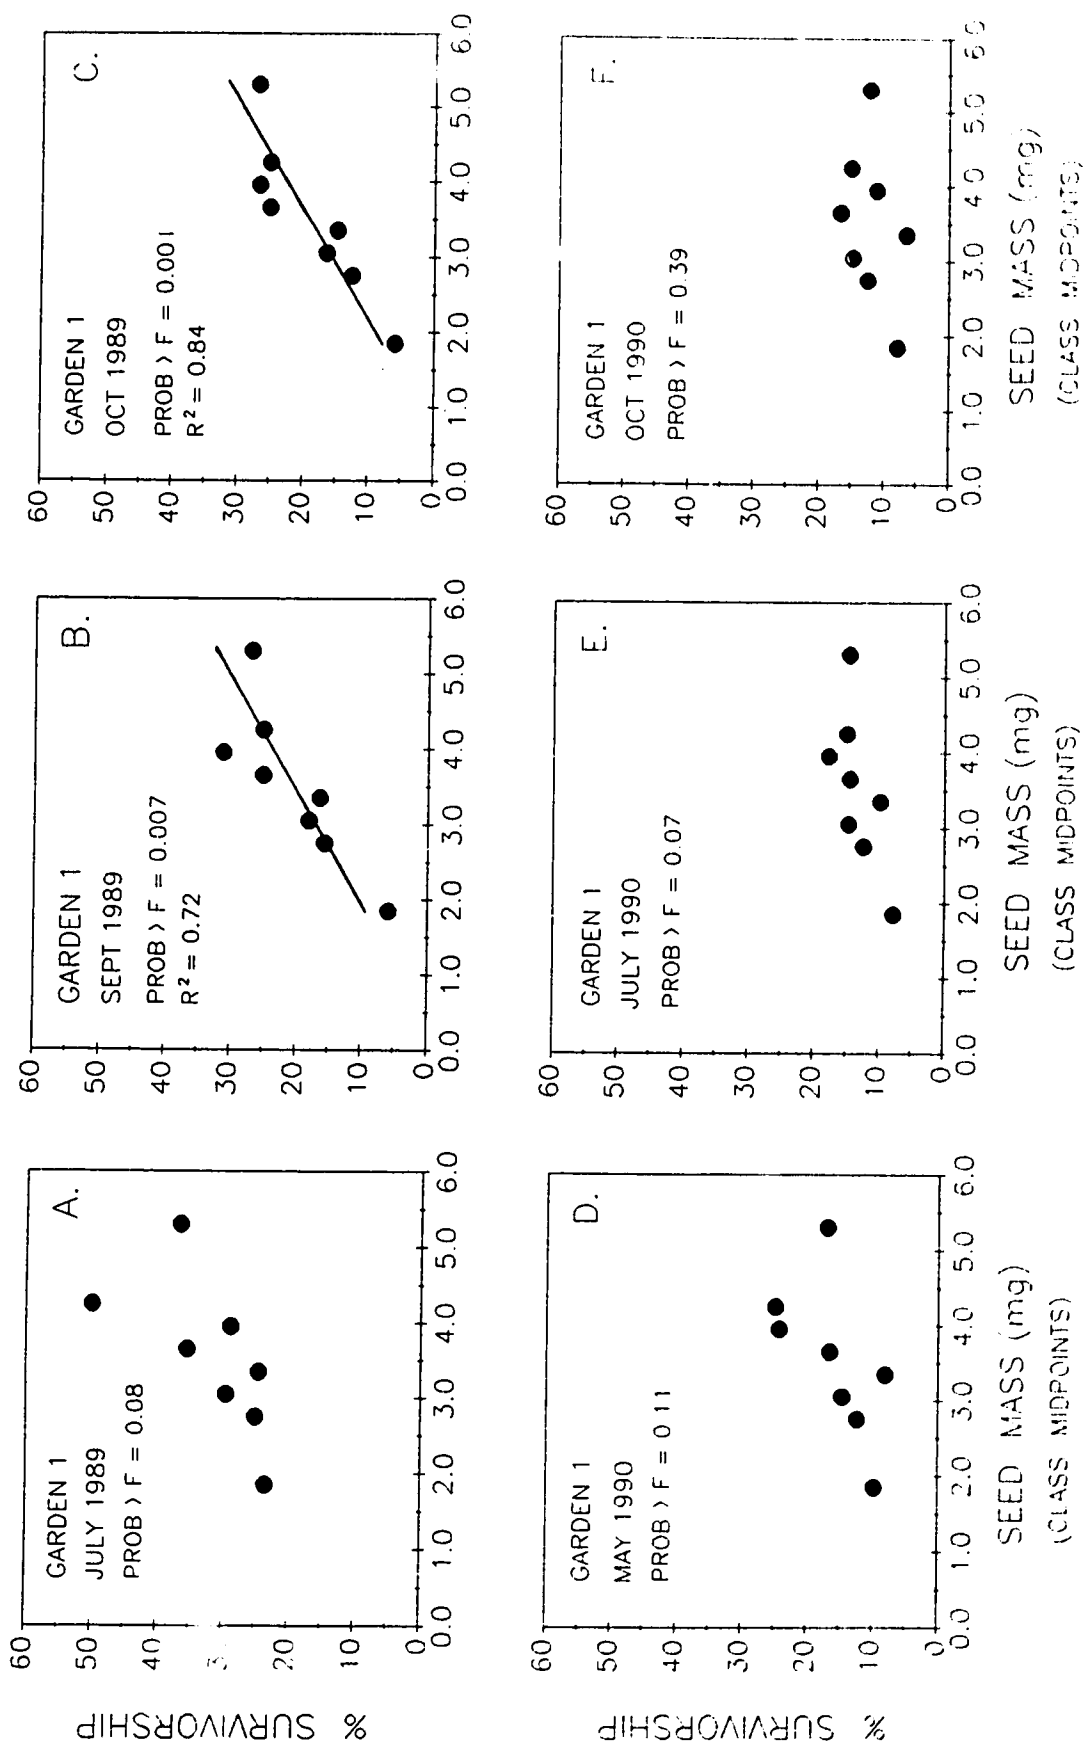 A.
GARDEN 1
JULY 1989
PROB > F = 0.08
60
50
40
3
20
10
0
0.0 1.0 2.0 3.0 4.0 5.0 6.0
% SURVIVORSHIP
B.
GARDEN 1
SEPT 1989
PROB > F = 0.007
R² = 0.72
60
50
40
30
20
10
0
0.0 1.0 2.0 3.0 4.0 5.0 6.0
C.
GARDEN 1
OCT 1989
PROB > F = 0.001
R² = 0.84
60
50
40
30
20
10
0
0.0 1.0 2.0 3.0 4.0 5.0 6.0
D.
GARDEN 1
MAY 1990
PROB > F = 0 11
60
50
40
30
20
10
0
0.0 1.0 2.0 3.0 4.0 5.0 6.0
% SURVIVORSHIP
SEED MASS (mg)
(CLASS MIDPOINTS)
E.
GARDEN 1
JULY 1990
PROB > F = 0.07
60
50
40
30
20
10
0
0.0 1.0 2.0 3.0 4.0 5.0 6.0
SEED MASS (mg)
(CLASS MIDPOINTS)
F.
GARDEN 1
OCT 1990
PROB > F = 0.39
60
50
40
30
20
10
0
0.0 1.0 2.0 3.0 4 0 5.0 6 0
SEED MASS (mg)
(CLASS MIDPOINTS)